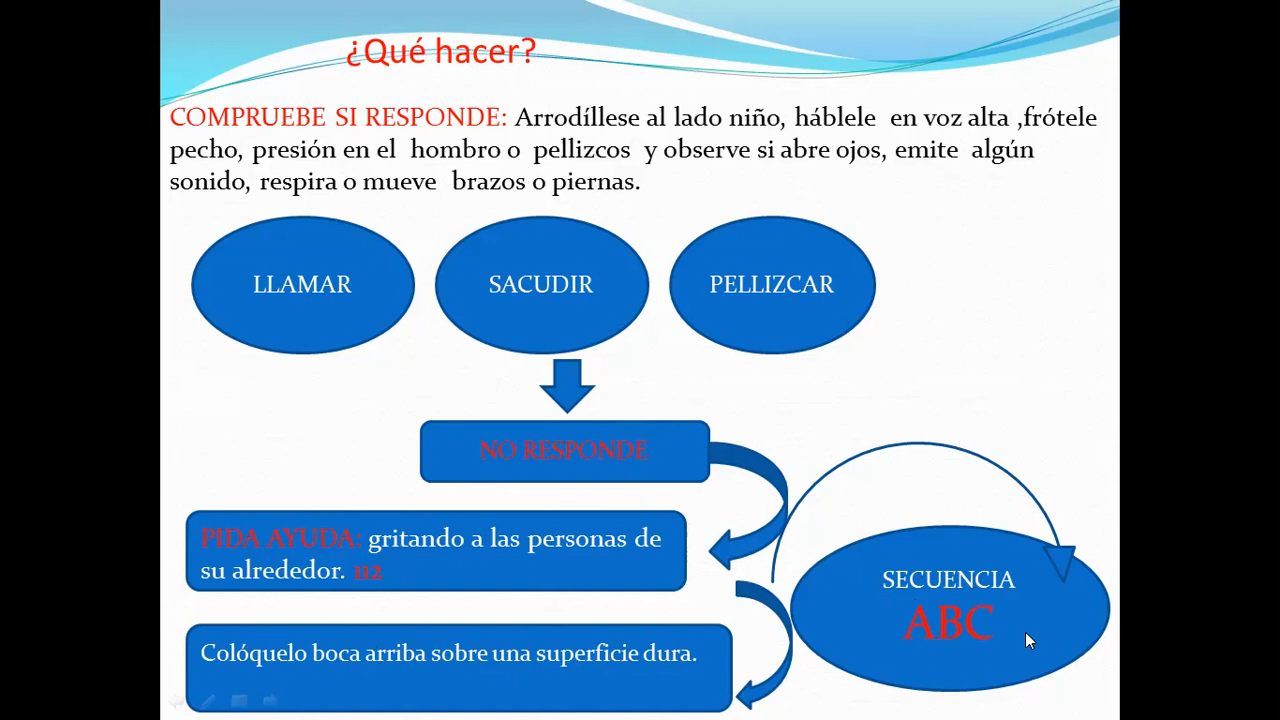 ¿Qué hacer?
COMPRUEBE SI RESPONDE: Arrodíllese al lado niño, háblele en voz alta ,frótele
pecho, presión en el hombro o pellizcos y observe si abre ojos, emite algún
sonido, respira o mueve brazos o piernas.
LLAMAR
SACUDIR
PELLIZCAR
NO RESPONDE
PIDA AYUDA: gritando a las personas de
su alrededor. 112
SECUENCIA
ABC
Colóquelo boca arriba sobre una superficie dura.